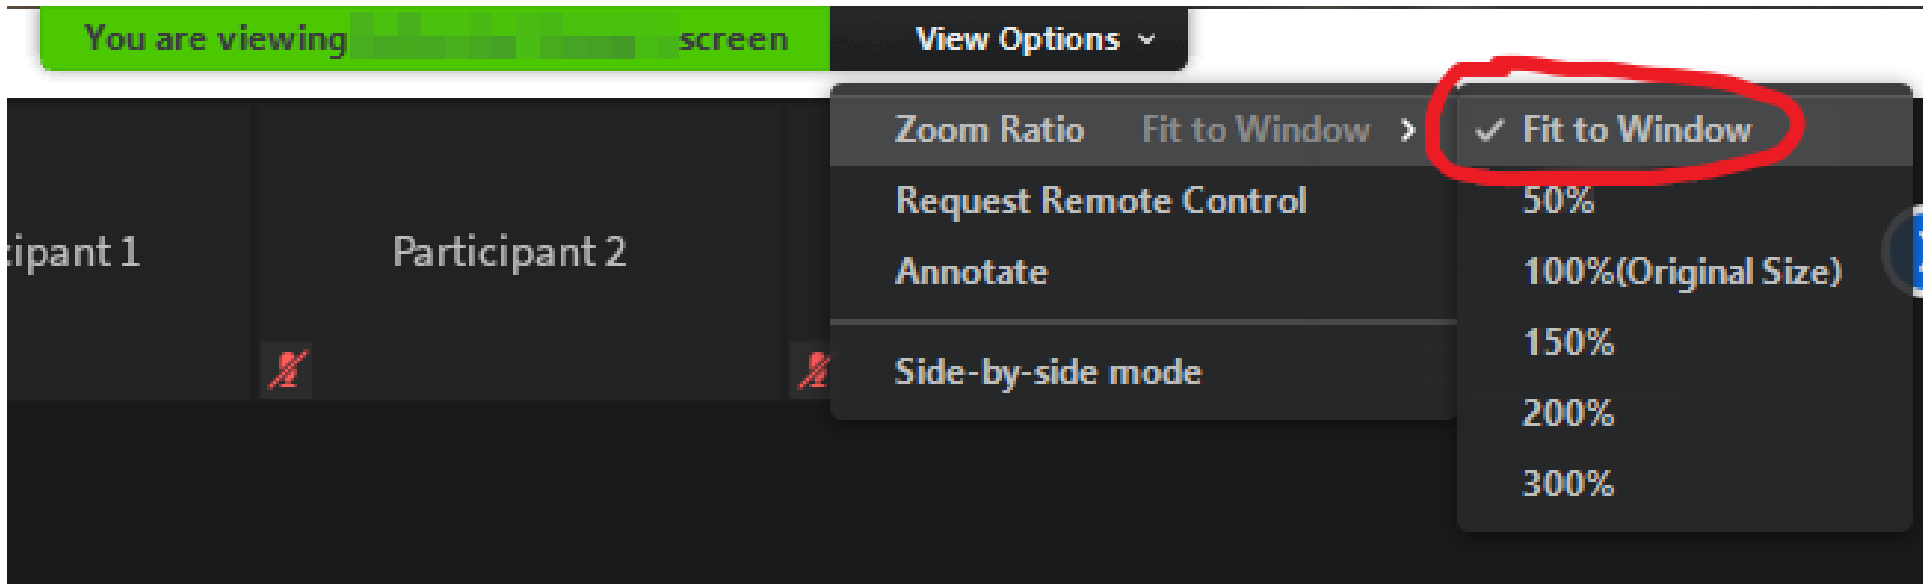 You are viewing screen
View Options
Zoom Ratio Fit to Window
Fit to Window
Request Remote Control
50%
Annotate
100%(Original Size)
150%
Side-by-side mode
200%
300%
cipant 1
Participant 2